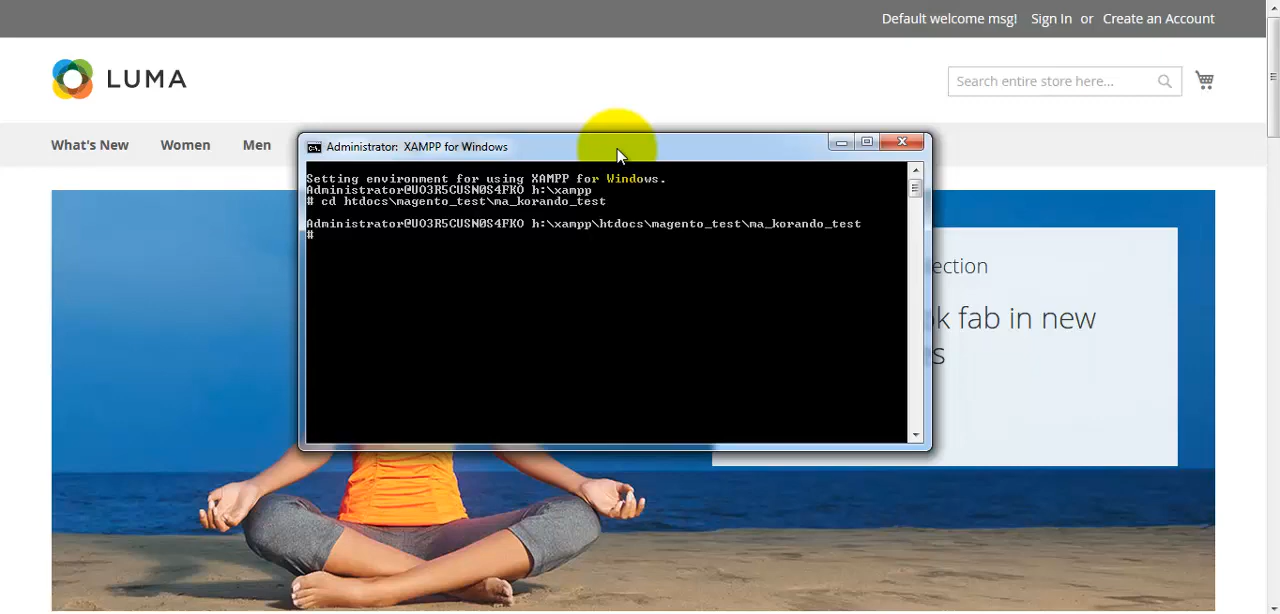 Default welcome msg! Sign In or Create an Account
LUMA
Search entire store here...
What's New Women Men
Administrator: XAMPP for Windows
Setting environment for using XAMPP for Windows.
Administrator@UO3R5CUSN0S4FKO h:\xampp
# cd htdocs\magento_test\ma_korando_test
Administrator@UO3R5CUSN0S4FKO h:\xampp\htdocs\magento_test\ma_korando_test
#
ection
k fab in new
s